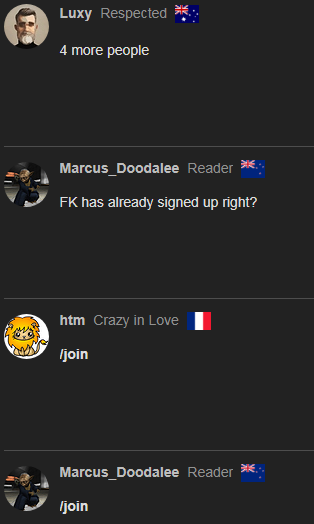 Luxy Respected
4 more people
Marcus_Doodalee Reader
FK has already signed up right?
htm Crazy in Love
/join
Marcus_Doodalee Reader
/join